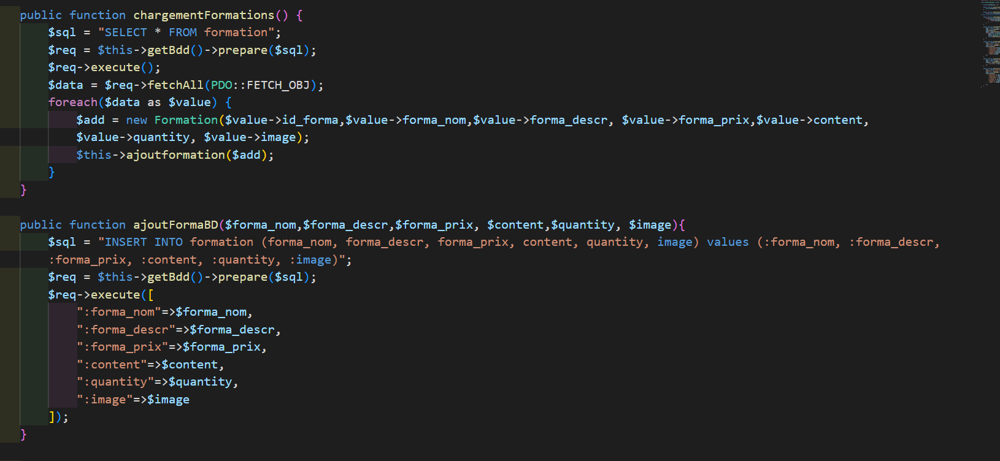 public function chargementFormations() {
$sql = "SELECT * FROM formation";
$req = $this->getBdd()->prepare($sql);
$req->execute();
$data = $req->fetchAll(PDO::FETCH_OBJ);
foreach($data as $value) {
$add = new Formation($value->id_forma,$value->forma_nom,$value->forma_descr, $value->forma_prix,$value->content,
$value->quantity, $value->image);
$this->ajoutformation($add);
}
}
public function ajoutFormaBD($forma_nom,$forma_descr,$forma_prix, $content,$quantity, $image){
$sql = "INSERT INTO formation (forma_nom, forma_descr, forma_prix, content, quantity, image) values (:forma_nom, :forma_descr,
:forma_prix, :content, :quantity, :image)";
$req = $this->getBdd()->prepare($sql);
$req->execute([
":forma_nom"=>$forma_nom,
":forma_descr"=>$forma_descr,
":forma_prix"=>$forma_prix,
":content"=>$content,
":quantity"=>$quantity,
":image"=>$image
]);
}